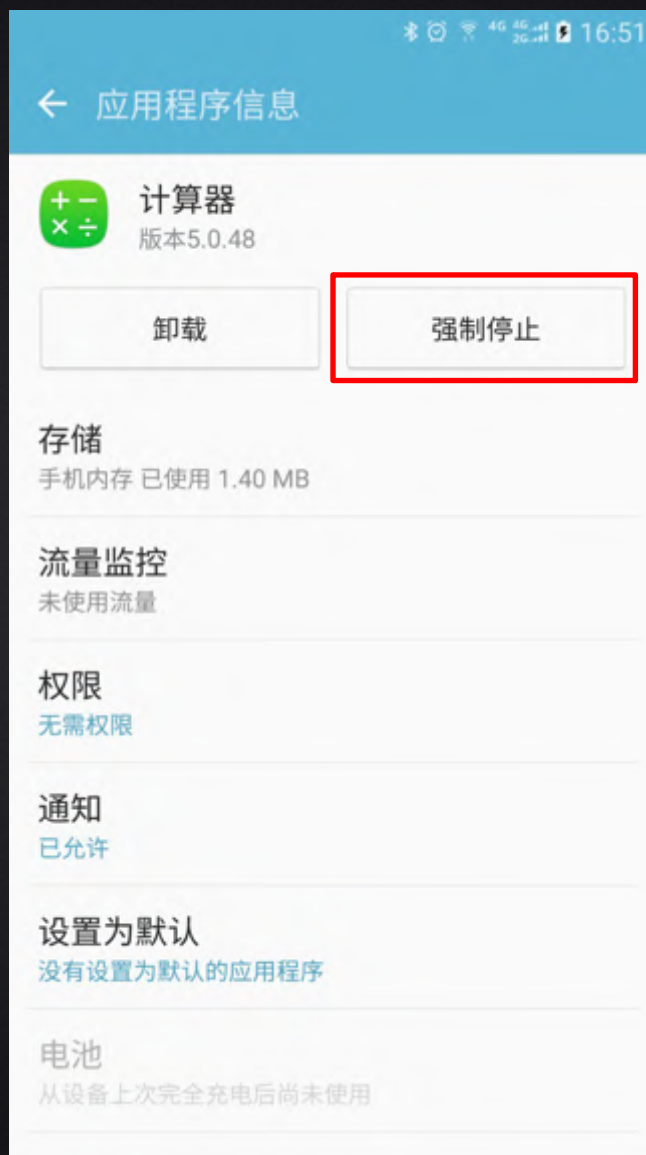 4G 4G 2G 16:51
应用程序信息
计算器
版本5.0.48
卸载
强制停止
存储
手机内存 已使用 1.40 MB
流量监控
未使用流量
权限
无需权限
通知
已允许
设置为默认
没有设置为默认的应用程序
电池
从设备上次完全充电后尚未使用